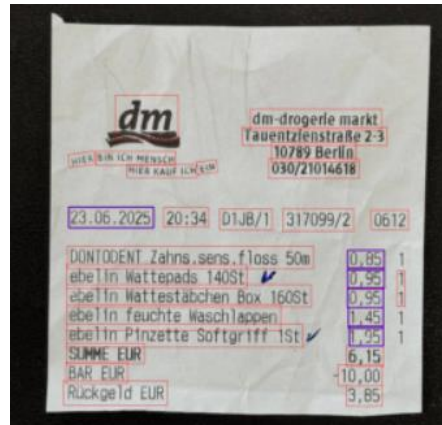 dm
HIER BIN ICH MENSCH
HIER KAUF ICH EIN
dm-drogerie markt
Tauentzienstraße 2-3
10789 Berlin
030/21014618
23.06.2025 20:34 D1JB/1 317099/2 0612
DONTODENT Zahns.sens.floss 50m 0,85 1
ebelin Wattepads 140St 0,95 1
ebelin Wattestäbchen Box 160St 0,95 1
ebelin feuchte Waschlappen 1,45 1
ebelin Pinzette Softgriff 1St 1,95 1
SUMME EUR 6,15
BAR EUR -10,00
Rückgeld EUR 3,85